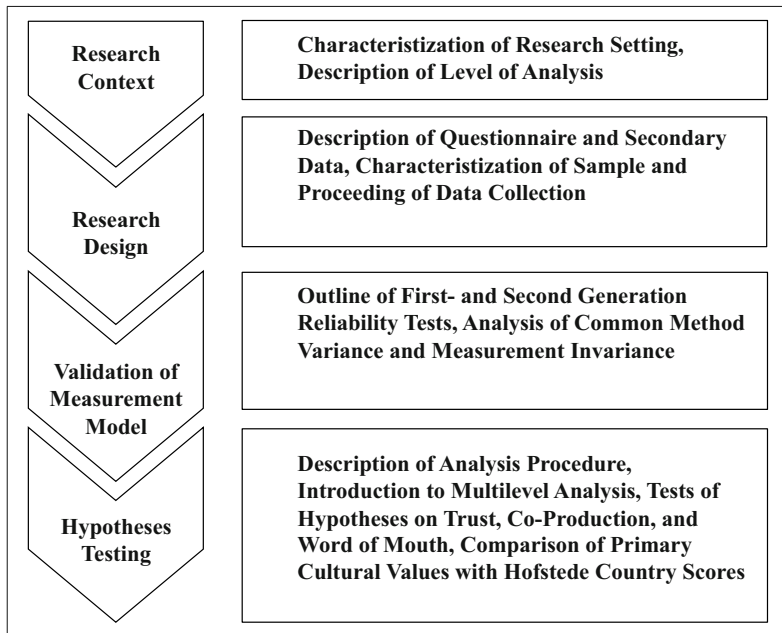 Research
Context
Characteristization of Research Setting,
Description of Level of Analysis
Research
Design
Description of Questionnaire and Secondary
Data, Characteristization of Sample and
Proceeding of Data Collection
Validation of
Measurement
Model
Outline of First- and Second Generation
Reliability Tests, Analysis of Common Method
Variance and Measurement Invariance
Hypotheses
Testing
Description of Analysis Procedure,
Introduction to Multilevel Analysis, Tests of
Hypotheses on Trust, Co-Production, and
Word of Mouth, Comparison of Primary
Cultural Values with Hofstede Country Scores